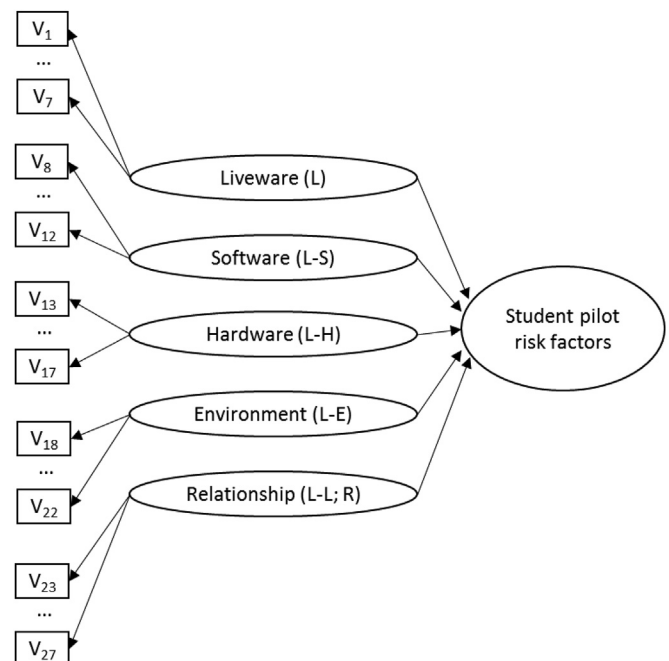 V₁
...
V₇
V₈
...
V₁₂
V₁₃
...
V₁₇
V₁₈
...
V₂₂
V₂₃
...
V₂₇
Liveware (L)
Software (L-S)
Hardware (L-H)
Environment (L-E)
Relationship (L-L; R)
Student pilot
risk factors